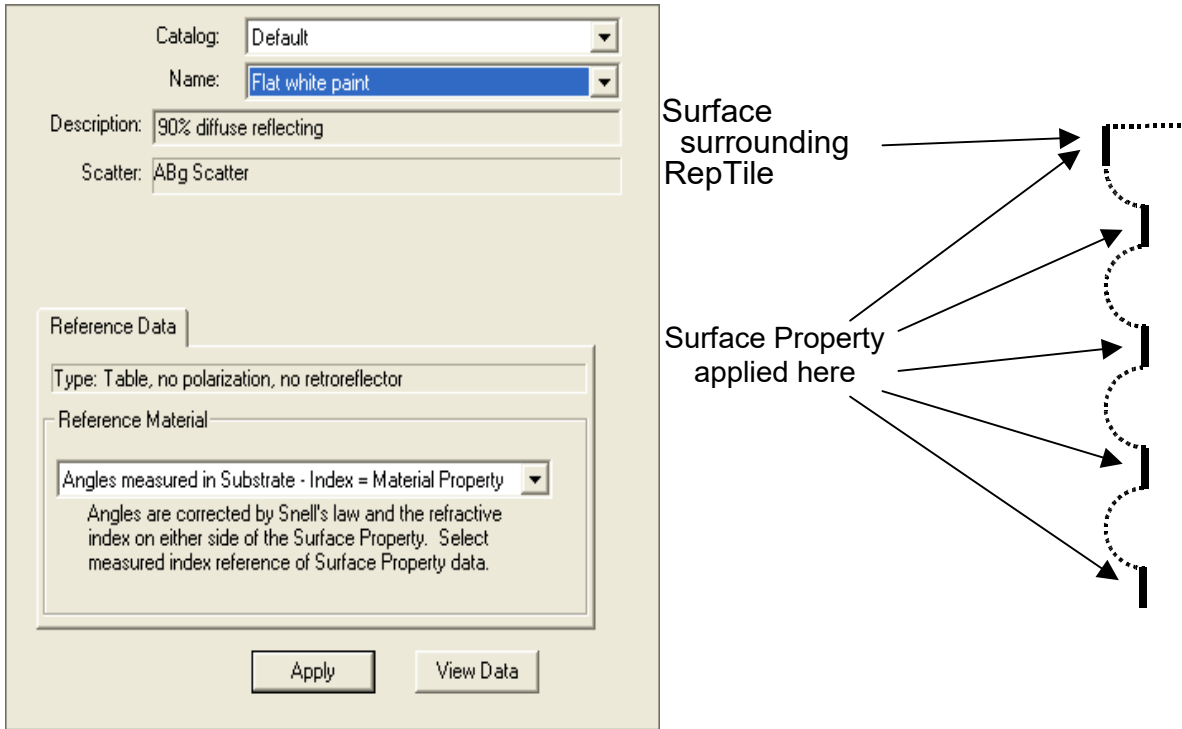 Catalog: Default
Name: Flat white paint
Description: 90% diffuse reflecting
Scatter: ABg Scatter
Reference Data
Type: Table, no polarization, no retroreflector
Reference Material
Angles measured in Substrate - Index = Material Property
Angles are corrected by Snell's law and the refractive
index on either side of the Surface Property. Select
measured index reference of Surface Property data.
Apply
View Data
Surface
surrounding
RepTile
Surface Property
applied here